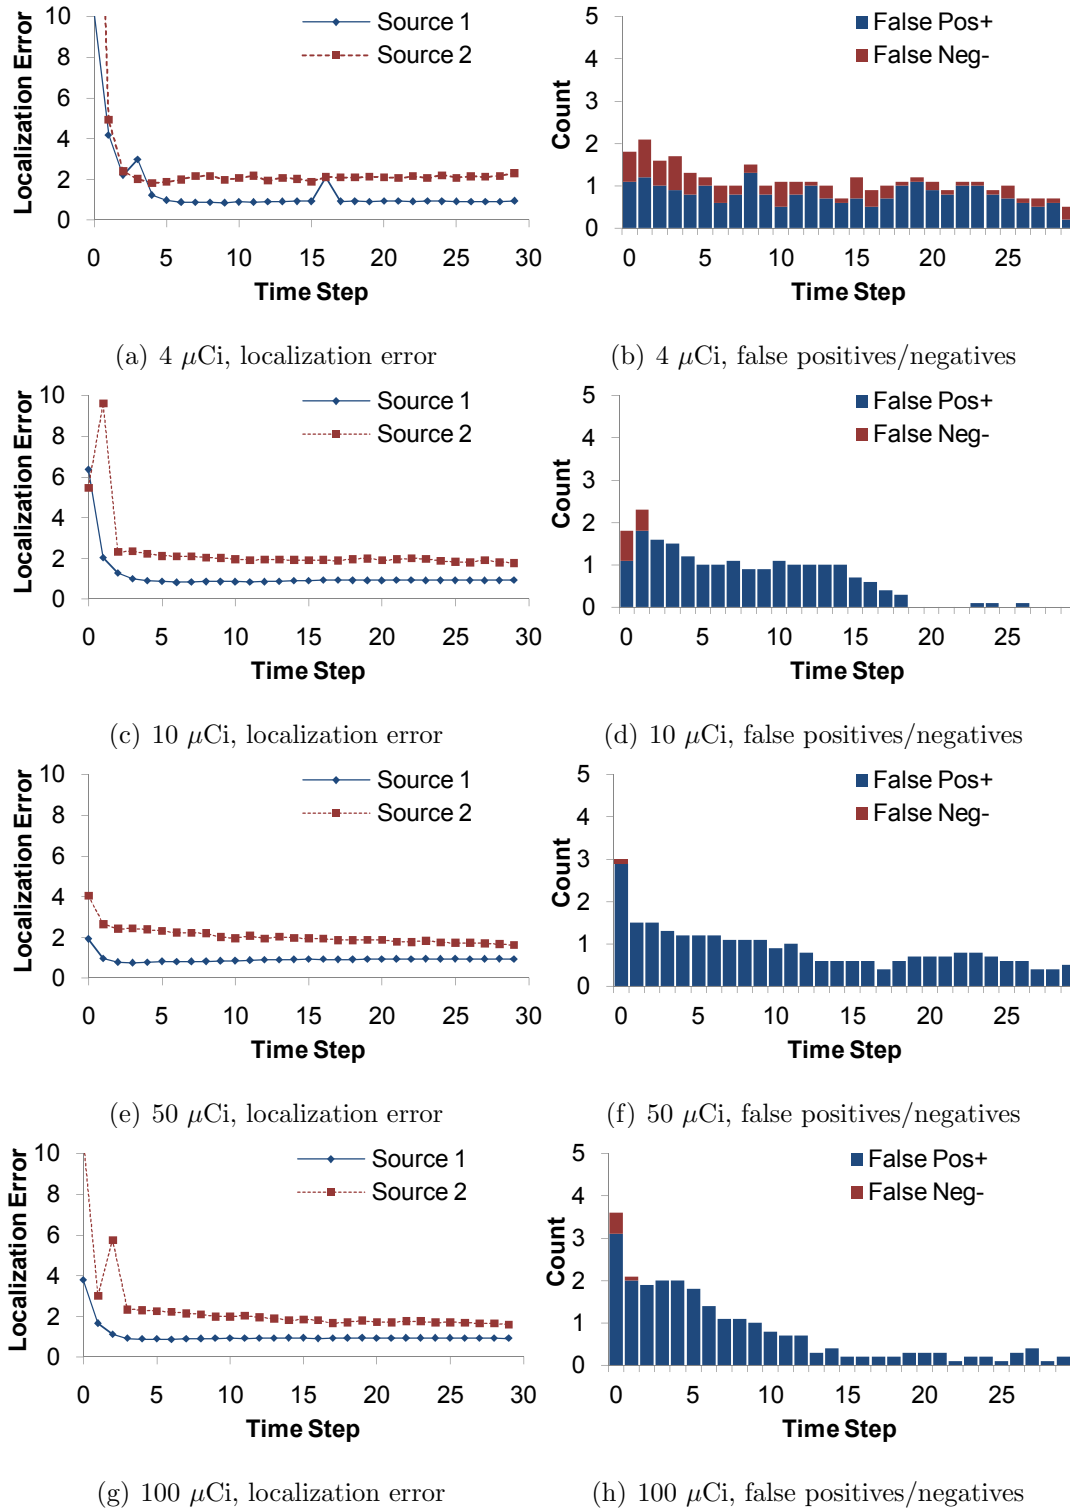 10
8
6
4
2
0
Localization Error
Source 1
Source 2
0 5 10 15 20 25 30
Time Step
(a) 4 μCi, localization error
5
4
3
2
1
0
Count
False Pos+
False Neg-
0 5 10 15 20 25
Time Step
(b) 4 μCi, false positives/negatives
10
8
6
4
2
0
Localization Error
Source 1
Source 2
0 5 10 15 20 25 30
Time Step
(c) 10 μCi, localization error
5
4
3
2
1
0
Count
False Pos+
False Neg-
0 5 10 15 20 25
Time Step
(d) 10 μCi, false positives/negatives
10
8
6
4
2
0
Localization Error
Source 1
Source 2
0 5 10 15 20 25 30
Time Step
(e) 50 μCi, localization error
5
4
3
2
1
0
Count
False Pos+
False Neg-
0 5 10 15 20 25
Time Step
(f) 50 μCi, false positives/negatives
10
8
6
4
2
0
Localization Error
Source 1
Source 2
0 5 10 15 20 25 30
Time Step
(g) 100 μCi, localization error
5
4
3
2
1
0
Count
False Pos+
False Neg-
0 5 10 15 20 25
Time Step
(h) 100 μCi, false positives/negatives